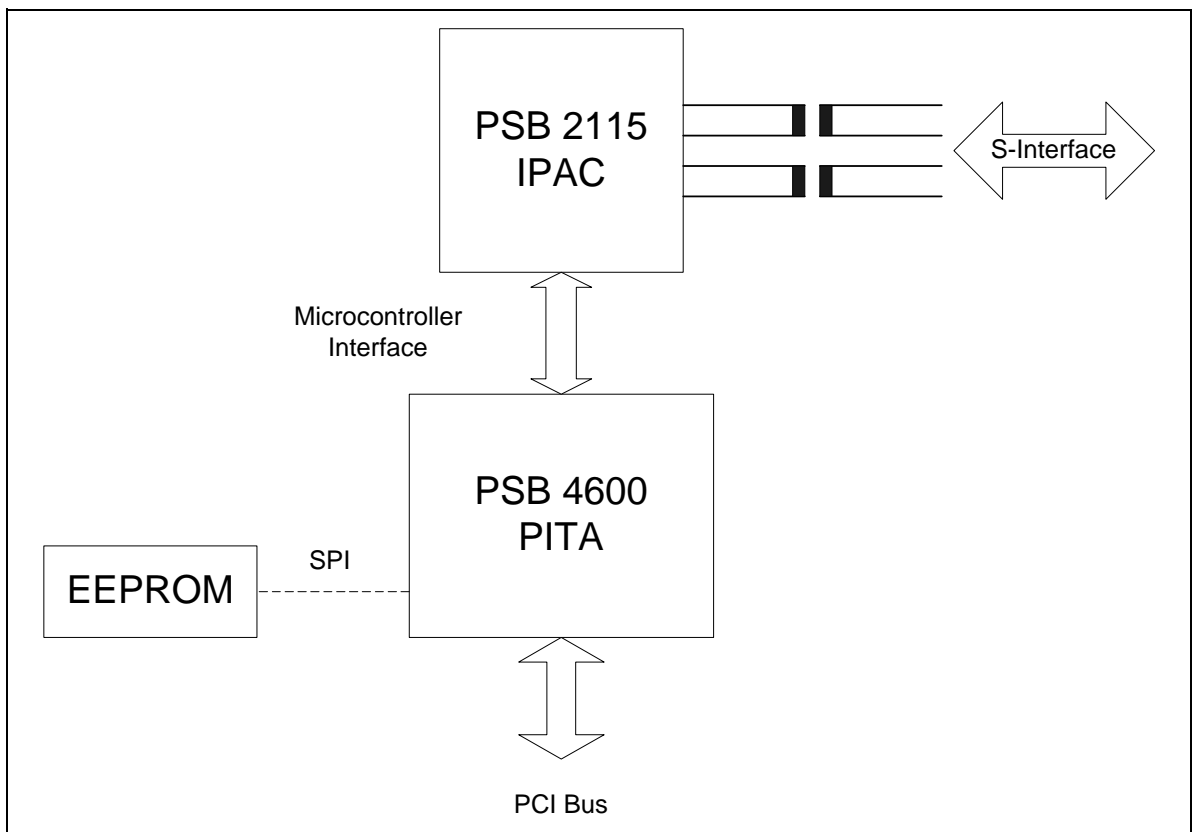 PSB 2115
IPAC
S-Interface
Microcontroller
Interface
PSB 4600
PITA
SPI
EEPROM
PCI Bus